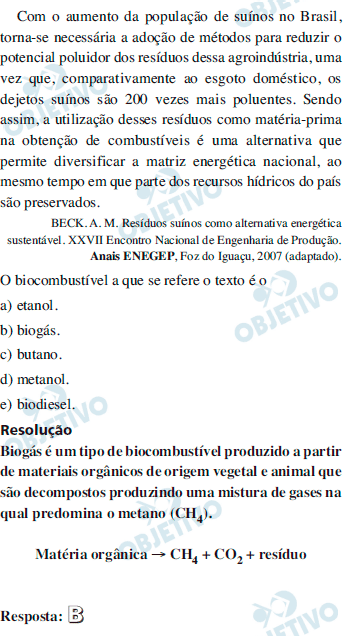 Com o aumento da população de suínos no Brasil,
torna-se necessária a adoção de métodos para reduzir o
potencial poluidor dos resíduos dessa agroindústria, uma
vez que, comparativamente ao esgoto doméstico, os
dejetos suínos são 200 vezes mais poluentes. Sendo
assim, a utilização desses resíduos como matéria-prima
na obtenção de combustíveis é uma alternativa que
permite diversificar a matriz energética nacional, ao
mesmo tempo em que parte dos recursos hídricos do país
são preservados.
BECK. A. M. Resíduos suínos como alternativa energética
sustentável. XXVII Encontro Nacional de Engenharia de Produção.
Anais ENEGEP, Foz do Iguaçu, 2007 (adaptado).
O biocombustível a que se refere o texto é o
a) etanol.
b) biogás.
c) butano.
d) metanol.
e) biodiesel.
Resolução
Biogás é um tipo de biocombustível produzido a partir
de materiais orgânicos de origem vegetal e animal que
são decompostos produzindo uma mistura de gases na
qual predomina o metano (CH₄).
Matéria orgânica → CH₄ + CO₂ + resíduo
Resposta: B
OBJETIVO
OBJETIVO
OBJETIVO
OBJETIVO
OBJETIVO
OBJETIVO
OBJETIVO
OBJETIVO